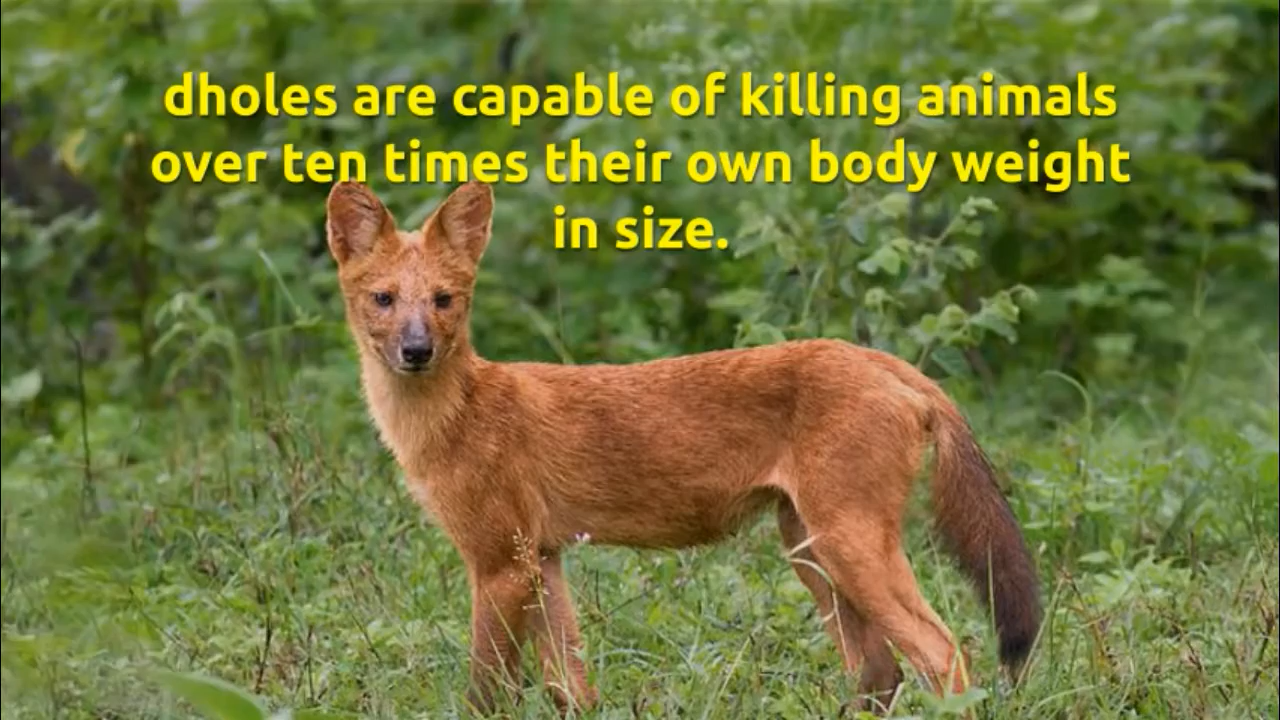 dholes are capable of killing animals
over ten times their own body weight
in size.